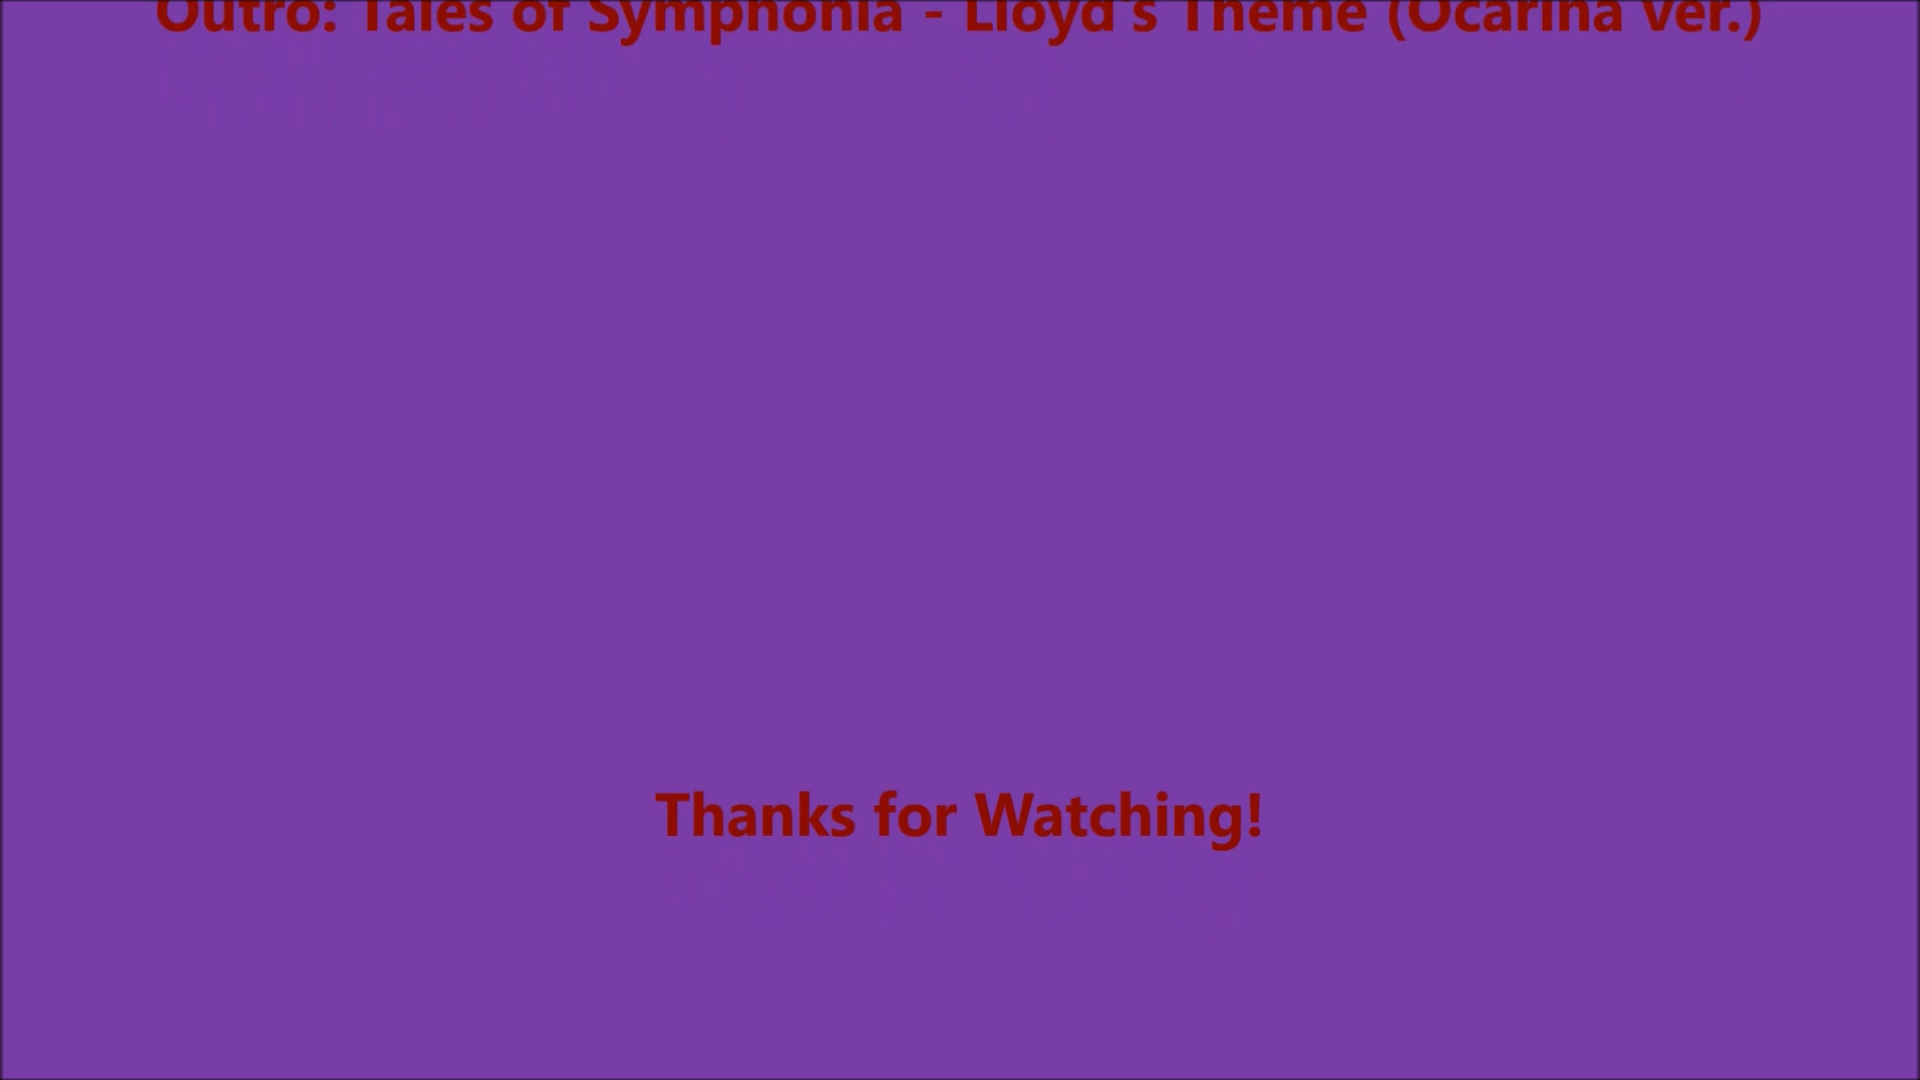 Outro: Tales of Symphonia - Lloyd's Theme (Ocarina Ver.)
Thanks for Watching!